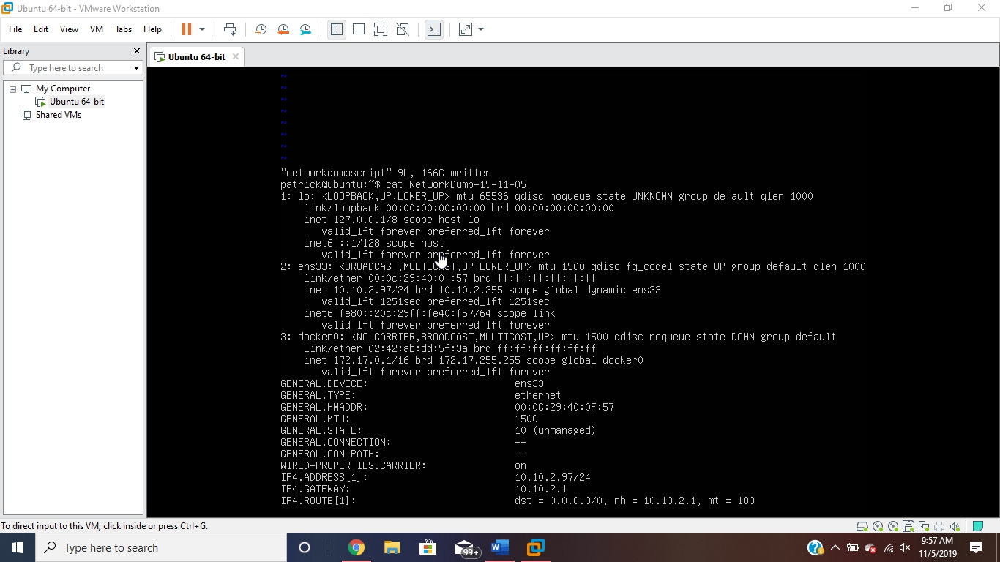 Ubuntu 64-bit - VMware Workstation
File Edit View VM Tabs Help
Library
Ubuntu 64-bit
Type here to search
My Computer
Ubuntu 64-bit
Shared VMs
~
~
~
~
~
~
~
~
"networkdumpscript" 9L, 166C written
patrick@ubuntu:~$ cat NetworkDump-19-11-05
1: lo: <LOOPBACK,UP,LOWER_UP> mtu 65536 qdisc noqueue state UNKNOWN group default qlen 1000
    link/loopback 00:00:00:00:00:00 brd 00:00:00:00:00:00
    inet 127.0.0.1/8 scope host lo
       valid_lft forever preferred_lft forever
    inet6 ::1/128 scope host
       valid_lft forever preferred_lft forever
2: ens33: <BROADCAST,MULTICAST,UP,LOWER_UP> mtu 1500 qdisc fq_codel state UP group default qlen 1000
    link/ether 00:0c:29:40:0f:57 brd ff:ff:ff:ff:ff:ff
    inet 10.10.2.97/24 brd 10.10.2.255 scope global dynamic ens33
       valid_lft 1251sec preferred_lft 1251sec
    inet6 fe80::20c:29ff:fe40:f57/64 scope link
       valid_lft forever preferred_lft forever
3: docker0: <NO-CARRIER,BROADCAST,MULTICAST,UP> mtu 1500 qdisc noqueue state DOWN group default
    link/ether 02:42:ab:dd:5f:3a brd ff:ff:ff:ff:ff:ff
    inet 172.17.0.1/16 brd 172.17.255.255 scope global docker0
       valid_lft forever preferred_lft forever
GENERAL.DEVICE: ens33
GENERAL.TYPE: ethernet
GENERAL.HWADDR: 00:0C:29:40:0F:57
GENERAL.MTU: 1500
GENERAL.STATE: 10 (unmanaged)
GENERAL.CONNECTION: --
GENERAL.CON-PATH: --
WIRED-PROPERTIES.CARRIER: on
IP4.ADDRESS[1]: 10.10.2.97/24
IP4.GATEWAY: 10.10.2.1
IP4.ROUTE[1]: dst = 0.0.0.0/0, nh = 10.10.2.1, mt = 100
To direct input to this VM, click inside or press Ctrl+G.
Type here to search
99+
9:57 AM
11/5/2019